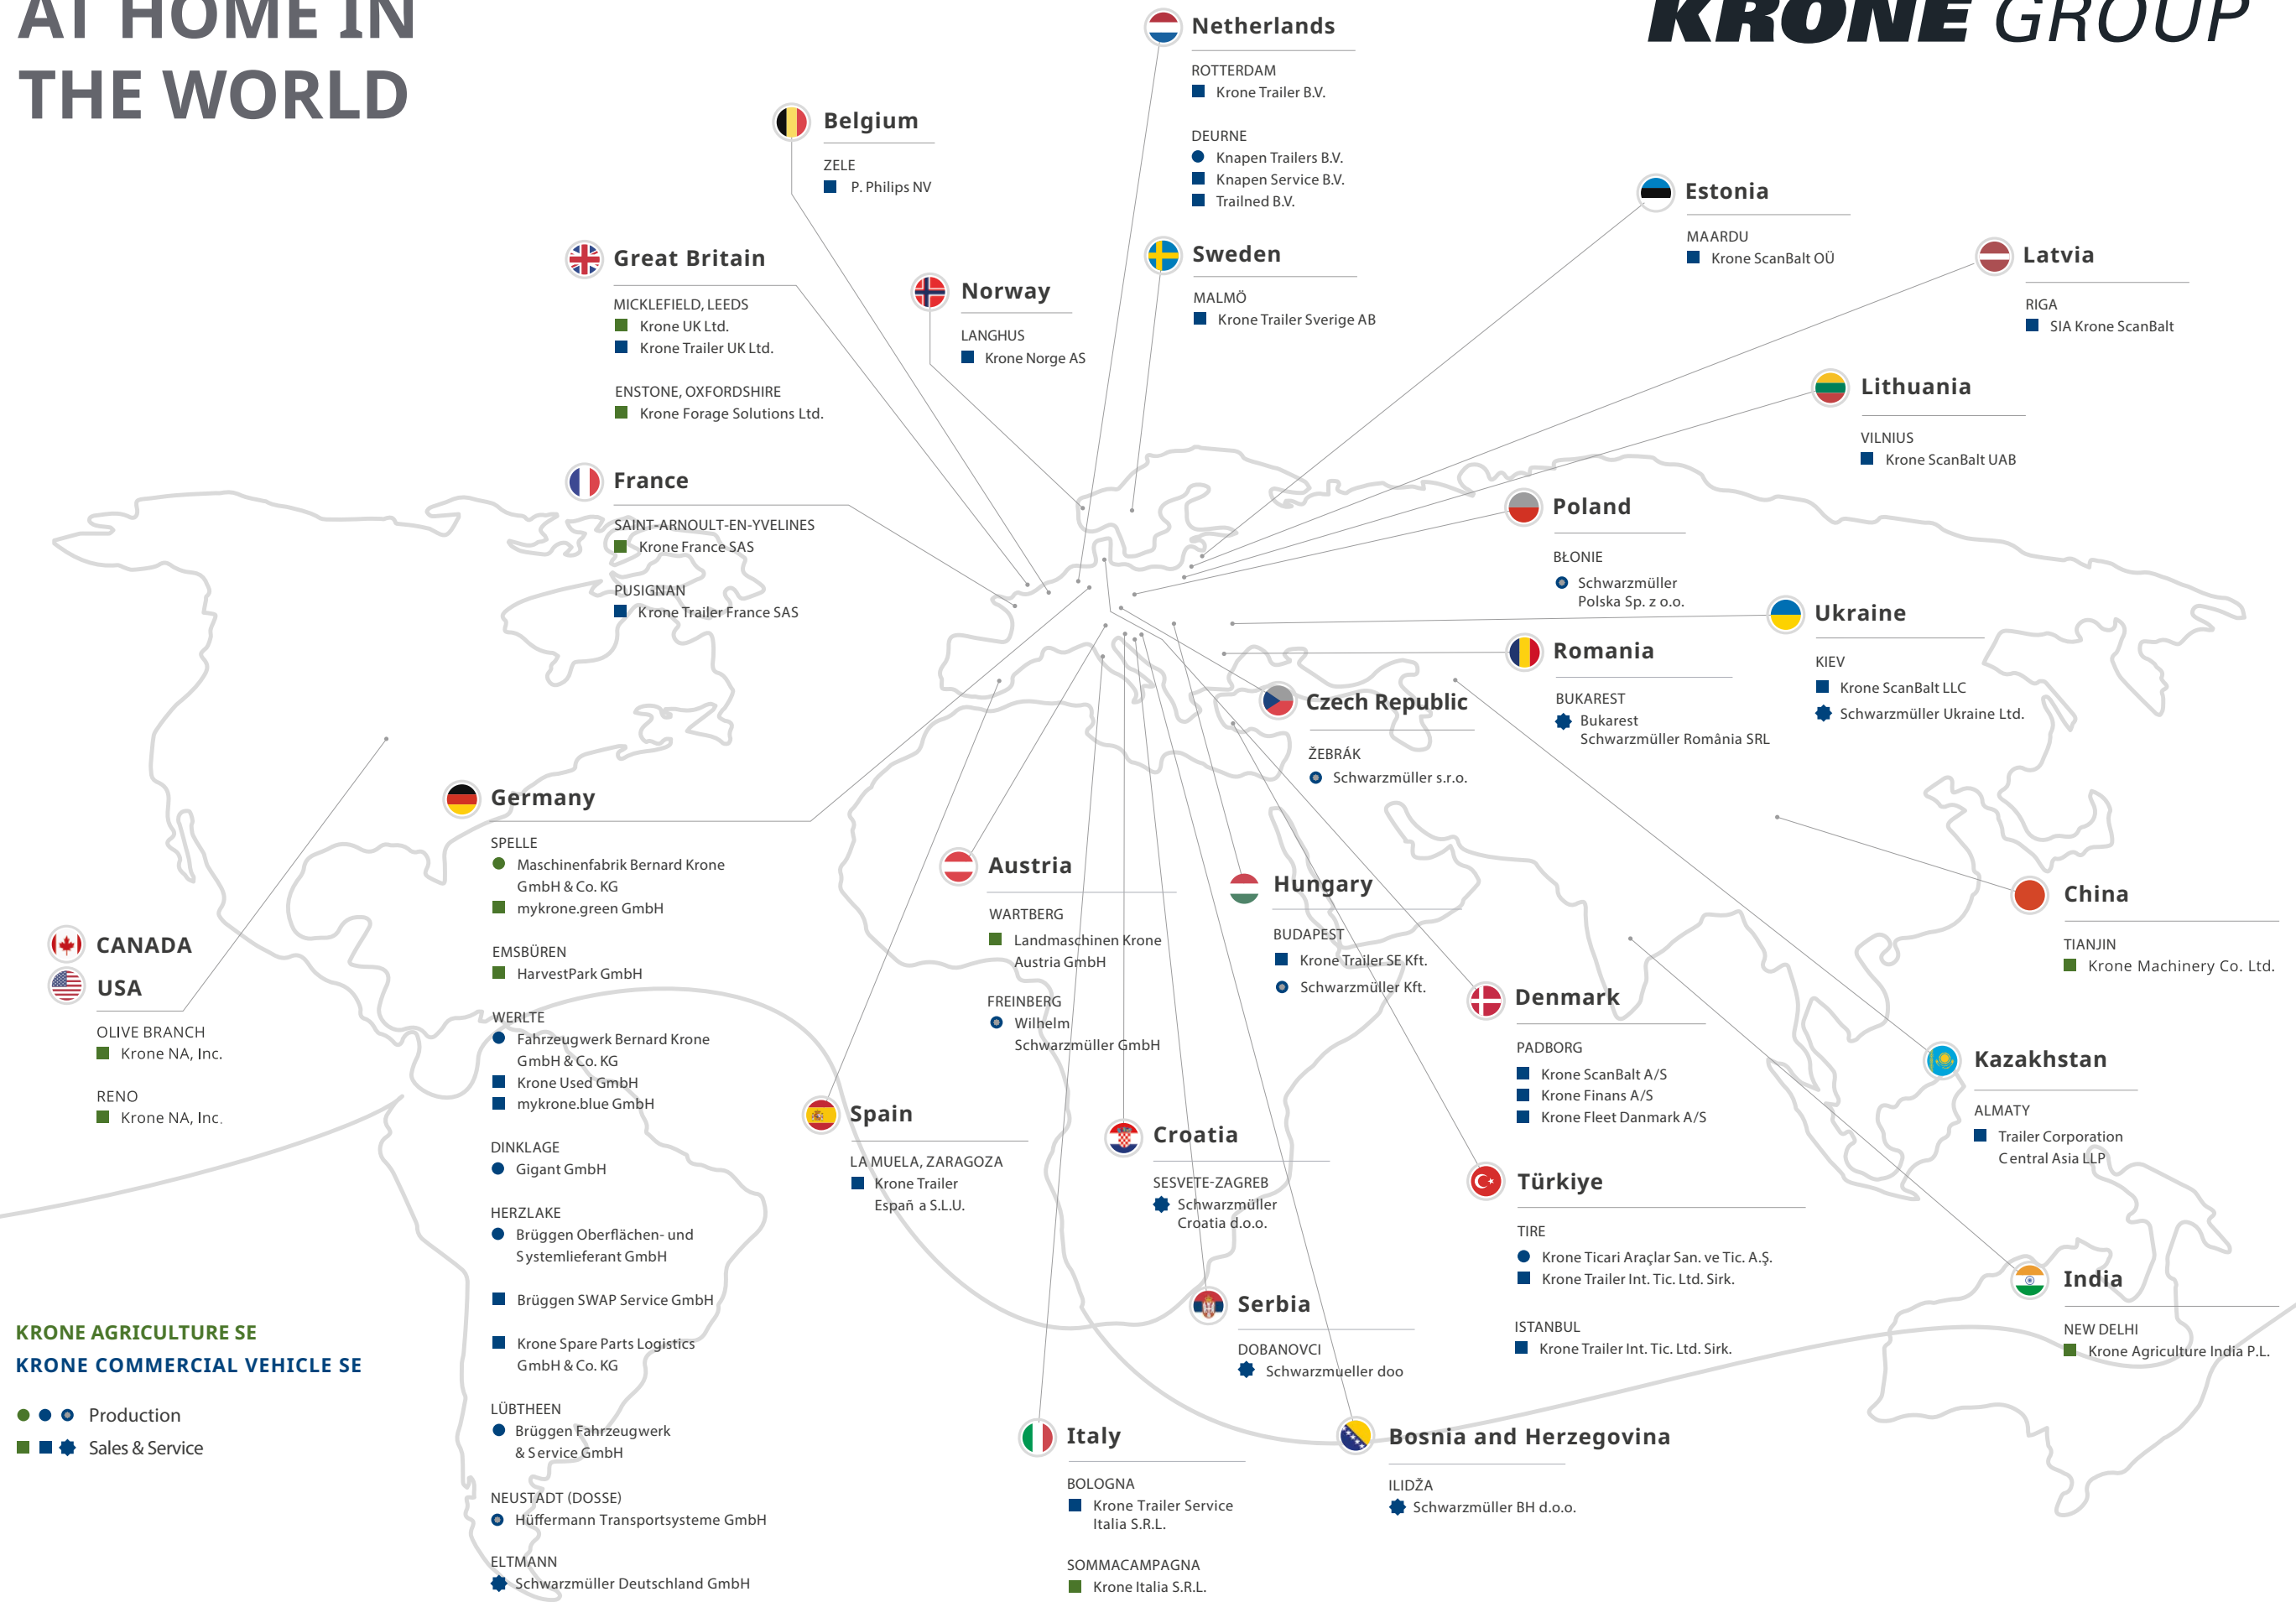 AT HOME IN
THE WORLD
KRONE GROUP
Netherlands
ROTTERDAM
Krone Trailer B.V.
DEURNE
Knapen Trailers B.V.
Knapen Service B.V.
Trailned B.V.
Belgium
ZELE
P. Philips NV
Estonia
MAARDU
Krone ScanBalt OÜ
Great Britain
MICKLEFIELD, LEEDS
Krone UK Ltd.
Krone Trailer UK Ltd.
ENSTONE, OXFORDSHIRE
Krone Forage Solutions Ltd.
Norway
LANGHUS
Krone Norge AS
Sweden
MALMÖ
Krone Trailer Sverige AB
Latvia
RIGA
SIA Krone ScanBalt
Lithuania
VILNIUS
Krone ScanBalt UAB
France
SAINT-ARNOULT-EN-YVELINES
Krone France SAS
PUSIGNAN
Krone Trailer France SAS
Poland
BŁONIE
Schwarzmüller
Polska Sp. z o.o.
Ukraine
KIEV
Krone ScanBalt LLC
Schwarzmüller Ukraine Ltd.
Romania
BUKAREST
Bukarest
Schwarzmüller România SRL
Czech Republic
ŽEBRÁK
Schwarzmüller s.r.o.
Germany
SPELLE
Maschinenfabrik Bernard Krone
GmbH & Co. KG
mykrone.green GmbH
EMSBÜREN
HarvestPark GmbH
WERLTE
Fahrzeugwerk Bernard Krone
GmbH & Co. KG
Krone Used GmbH
mykrone.blue GmbH
DINKLAGE
Gigant GmbH
HERZLAKE
Brüggen Oberflächen- und
Systemlieferant GmbH
Brüggen SWAP Service GmbH
Krone Spare Parts Logistics
GmbH & Co. KG
LÜBTHEEN
Brüggen Fahrzeugwerk
& Service GmbH
NEUSTADT (DOSSE)
Hüffermann Transportsysteme GmbH
ELTMANN
Schwarzmüller Deutschland GmbH
Austria
WARTBERG
Landmaschinen Krone
Austria GmbH
FREINBERG
Wilhelm
Schwarzmüller GmbH
Hungary
BUDAPEST
Krone Trailer SE Kft.
Schwarzmüller Kft.
China
TIANJIN
Krone Machinery Co. Ltd.
CANADA
USA
OLIVE BRANCH
Krone NA, Inc.
RENO
Krone NA, Inc.
Denmark
PADBORG
Krone ScanBalt A/S
Krone Finans A/S
Krone Fleet Danmark A/S
Kazakhstan
ALMATY
Trailer Corporation
Central Asia LLP
Spain
LA MUELA, ZARAGOZA
Krone Trailer
Españ a S.L.U.
Croatia
SESVETE-ZAGREB
Schwarzmüller
Croatia d.o.o.
Türkiye
TIRE
Krone Ticari Araçlar San. ve Tic. A.Ş.
Krone Trailer Int. Tic. Ltd. Sirk.
ISTANBUL
Krone Trailer Int. Tic. Ltd. Sirk.
India
NEW DELHI
Krone Agriculture India P.L.
Serbia
DOBANOVCI
Schwarzmueller doo
Italy
BOLOGNA
Krone Trailer Service
Italia S.R.L.
SOMMACAMPAGNA
Krone Italia S.R.L.
Bosnia and Herzegovina
ILIDŽA
Schwarzmüller BH d.o.o.
KRONE AGRICULTURE SE
KRONE COMMERCIAL VEHICLE SE
Production
Sales & Service